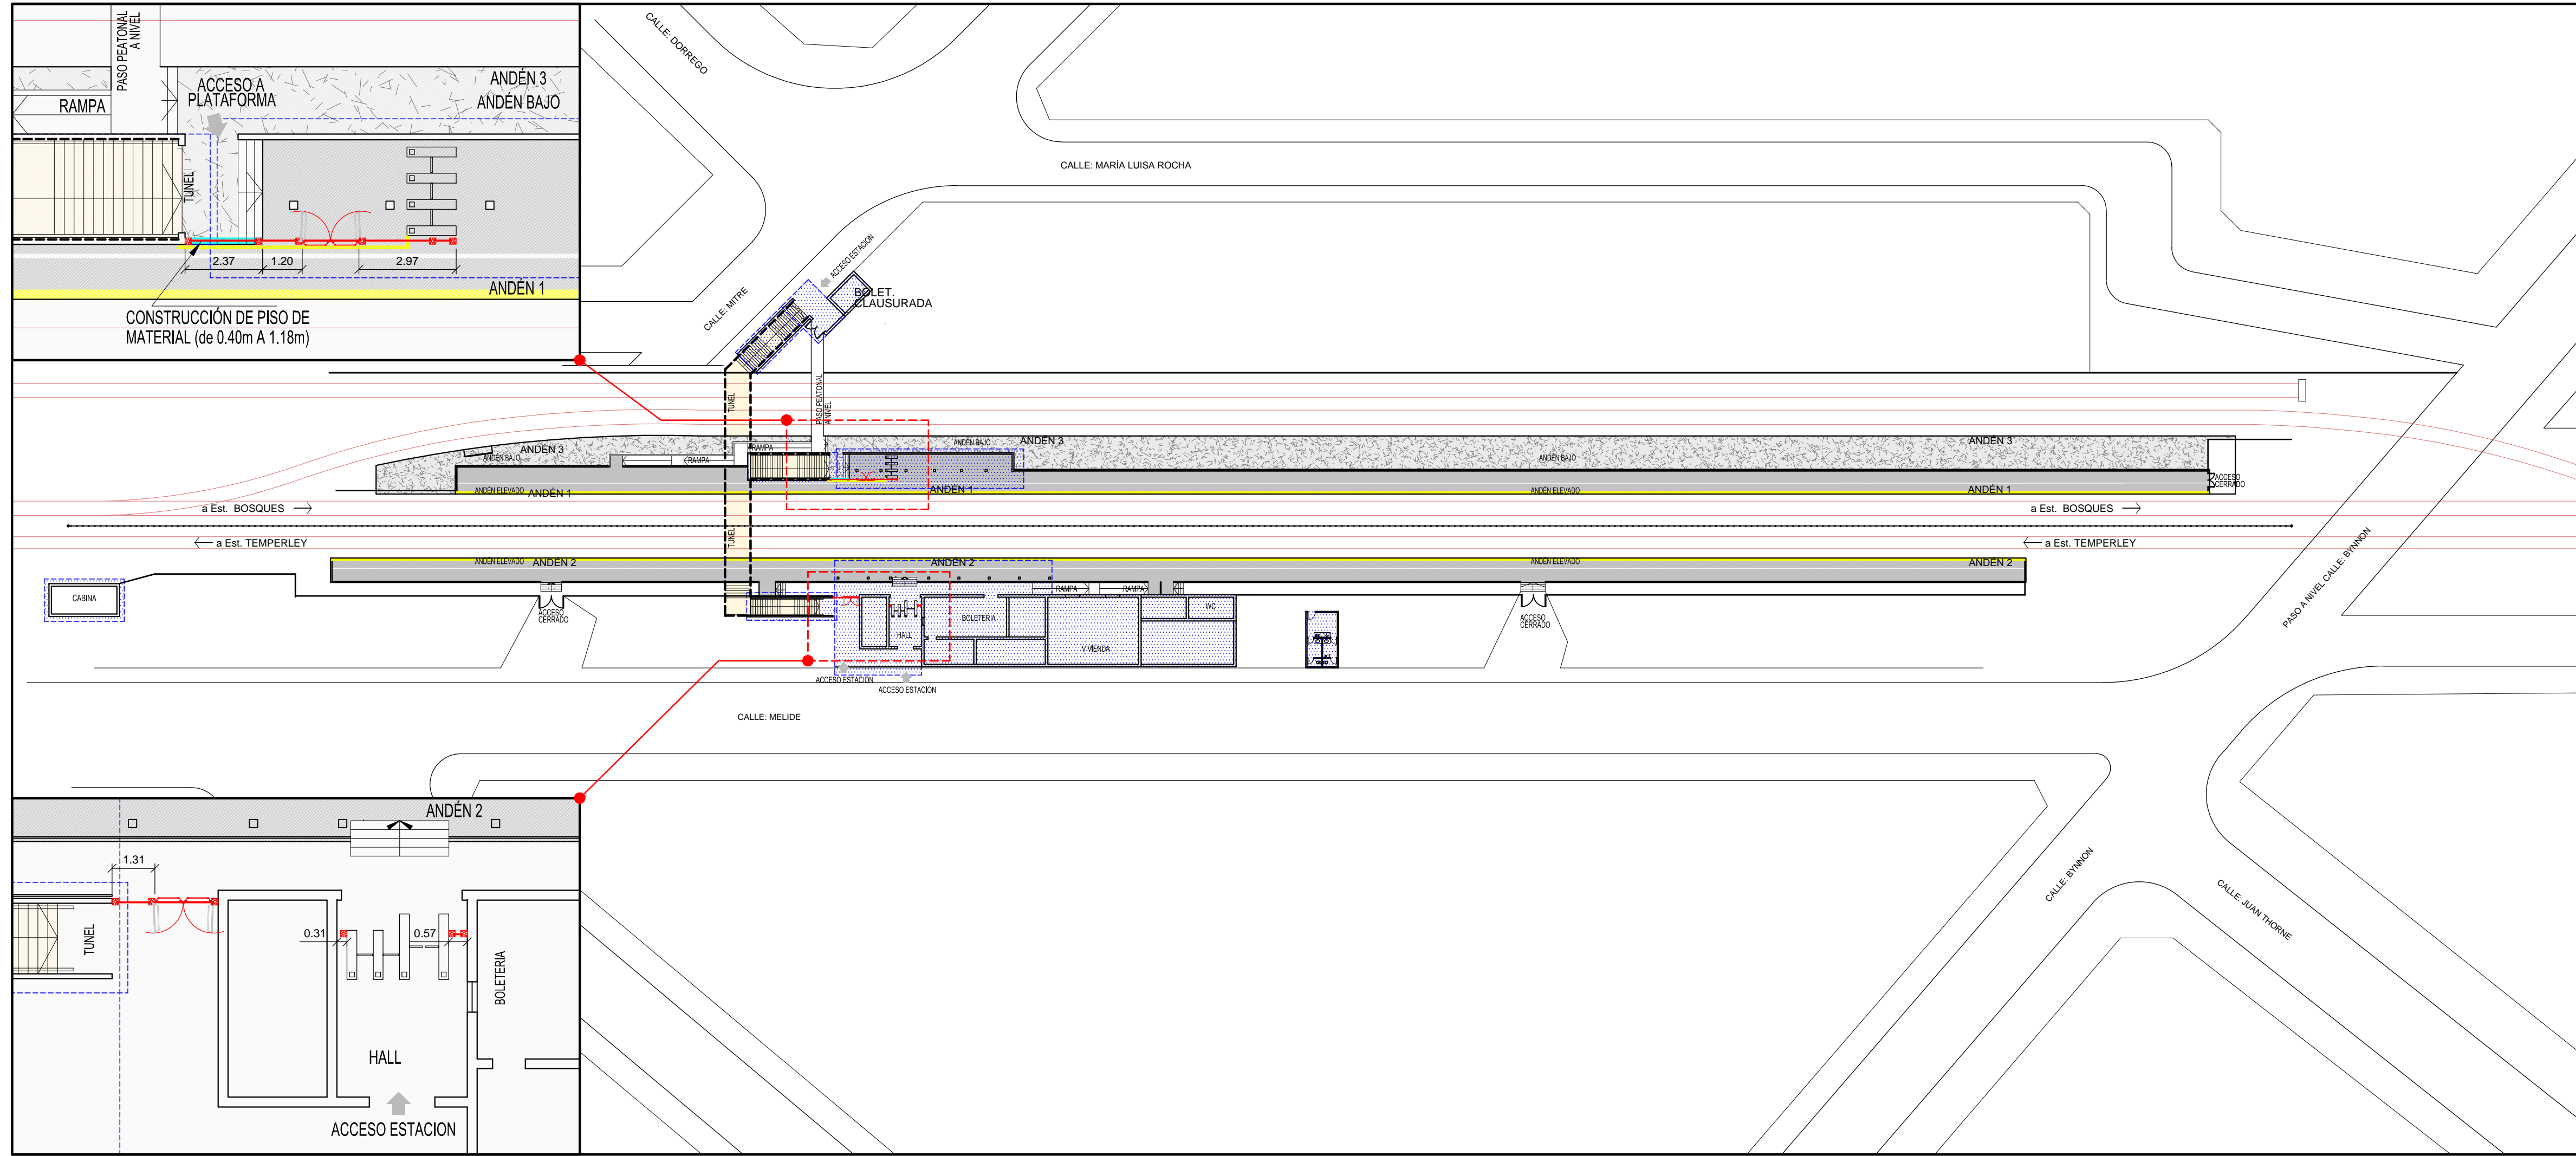 PASO PEATONAL
A NIVEL
ACCESO A
PLATAFORMA
ANDÉN 3
ANDÉN BAJO
RAMPA
TUNEL
2.37
1.20
2.97
ANDÉN 1
CONSTRUCCIÓN DE PISO DE
MATERIAL (de 0.40m A 1.18m)
CALLE: DORREGO
CALLE: MARÍA LUISA ROCHA
CALLE: MITRE
ACCESO ESTACION
BOLET.
CLAUSURADA
TUNEL
PASO PEATONAL
A NIVEL
ANDÉN 3
ANDÉN BAJO
RAMPA
RAMPA
ANDÉN BAJO
ANDÉN 3
ANDÉN BAJO
ANDÉN 3
ANDÉN ELEVADO
ANDÉN 1
ANDÉN 1
ANDÉN ELEVADO
ANDÉN 1
ACCESO
CERRADO
a Est. BOSQUES
a Est. BOSQUES
TUNEL
a Est. TEMPERLEY
a Est. TEMPERLEY
ANDÉN ELEVADO
ANDÉN 2
ANDÉN 2
ANDÉN ELEVADO
ANDÉN 2
CABINA
ACCESO
CERRADO
RAMPA
RAMPA
BOLETERIA
HALL
VIVIENDA
WC
ACCESO
CERRADO
ACCESO ESTACIÓN
ACCESO ESTACION
CALLE: MELIDE
PASO A NIVEL CALLE: BYNNON
CALLE: BYNNON
CALLE: JUAN THORNE
ANDÉN 2
1.31
TUNEL
0.31
0.57
BOLETERIA
HALL
ACCESO ESTACION